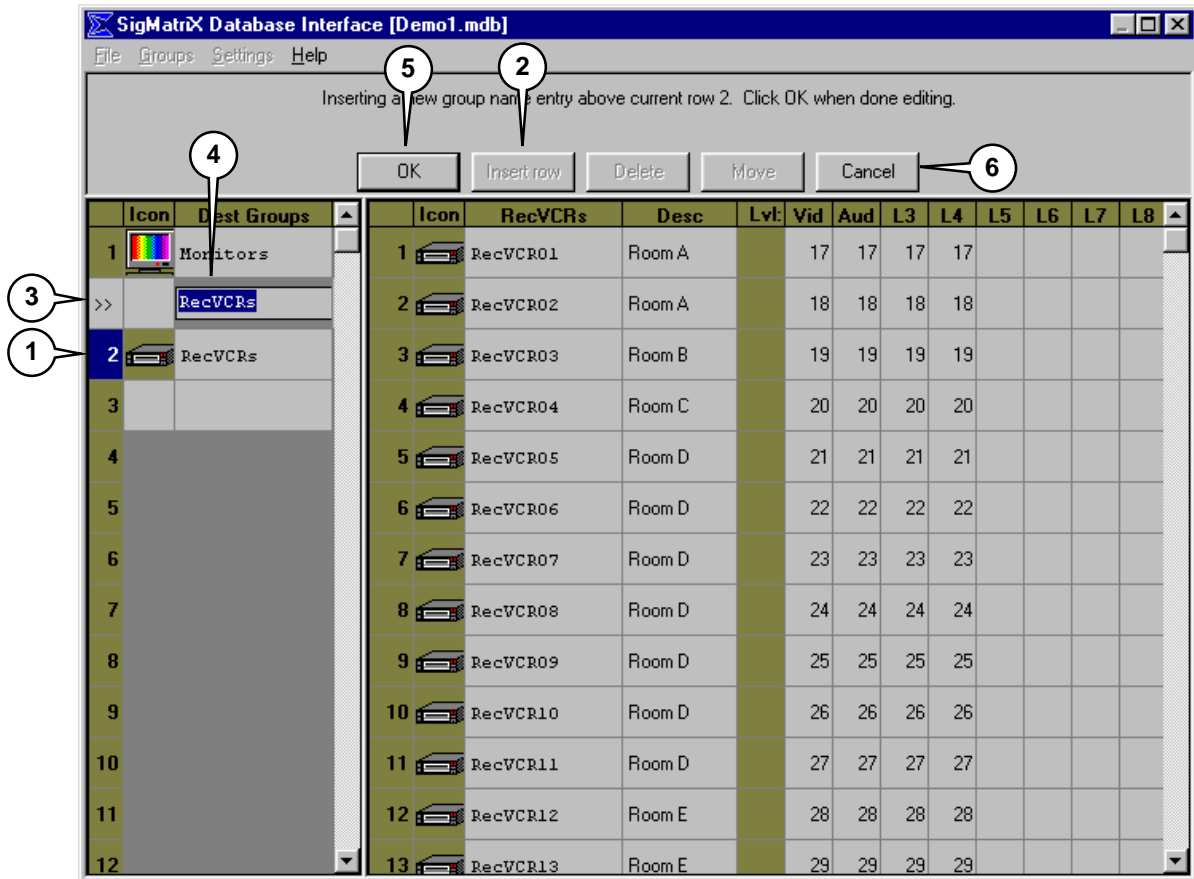 SigMatriX Database Interface [Demo1.mdb]
File Groups Settings Help
5 2
Inserting a new group name entry above current row 2. Click OK when done editing.
4
OK Insert row Delete Move Cancel
6
Icon Dest Groups
1 Monitors
3
>> RecVCRs
1
2 RecVCRs
3
4
5
6
7
8
9
10
11
12
Icon RecVCRs Desc Lvl: Vid Aud L3 L4 L5 L6 L7 L8
1 RecVCR01 Room A 17 17 17 17
2 RecVCR02 Room A 18 18 18 18
3 RecVCR03 Room B 19 19 19 19
4 RecVCR04 Room C 20 20 20 20
5 RecVCR05 Room D 21 21 21 21
6 RecVCR06 Room D 22 22 22 22
7 RecVCR07 Room D 23 23 23 23
8 RecVCR08 Room D 24 24 24 24
9 RecVCR09 Room D 25 25 25 25
10 RecVCR10 Room D 26 26 26 26
11 RecVCR11 Room D 27 27 27 27
12 RecVCR12 Room E 28 28 28 28
13 RecVCR13 Room E 29 29 29 29